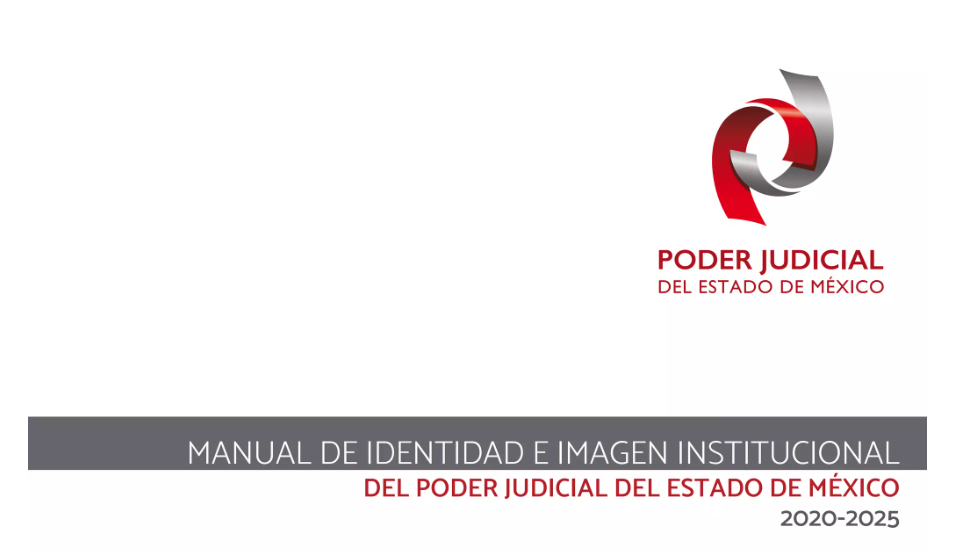 PODER JUDICIAL
DEL ESTADO DE MÉXICO
MANUAL DE IDENTIDAD E IMAGEN INSTITUCIONAL
DEL PODER JUDICIAL DEL ESTADO DE MÉXICO
2020-2025